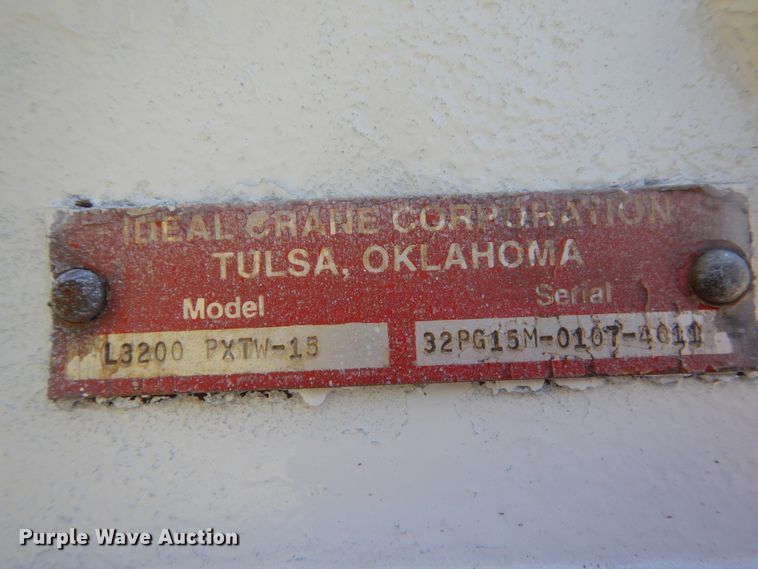 IDEAL CRANE CORPORATION
TULSA, OKLAHOMA
Model Serial
L3200 PXTW-15 32PG15M-0107-4011
Purple Wave Auction